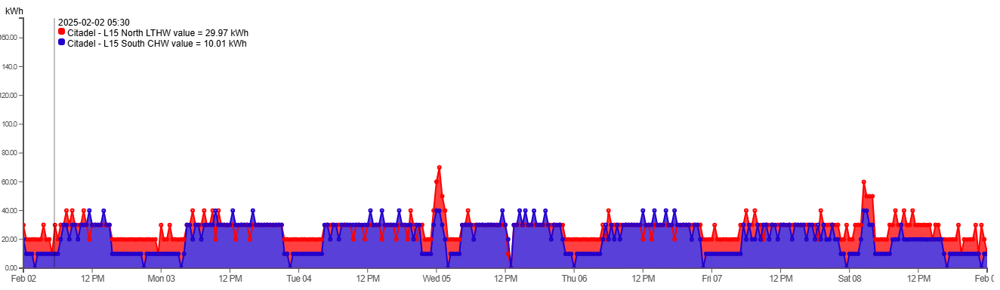 kWh
2025-02-02 05:30
Citadel - L15 North LTHW value = 29.97 kWh
Citadel - L15 South CHW value = 10.01 kWh
160.00
140.0
120.00
100.0
80.00
60.00
40.00
20.00
0.00
Feb 02 12 PM Mon 03 12 PM Tue 04 12 PM Wed 05 12 PM Thu 06 12 PM Fri 07 12 PM Sat 08 12 PM Feb 0